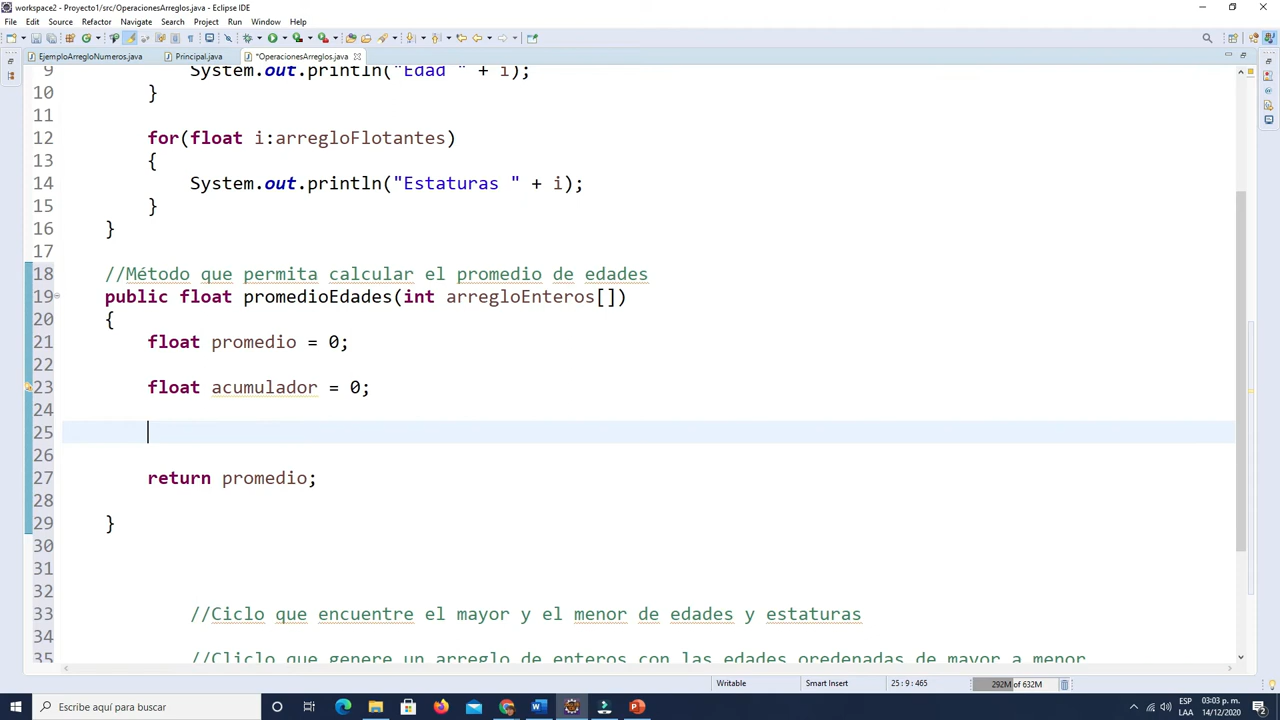 workspace2 - Proyecto1/src/OperacionesArreglos.java - Eclipse IDE
File Edit Source Refactor Navigate Search Project Run Window Help
EjemploArregloNumeros.java Principal.java *OperacionesArreglos.java
9 System.out.println("Edad " + i);
10 }
11
12 for(float i:arregloFlotantes)
13 {
14 System.out.println("Estaturas " + i);
15 }
16 }
17
18 //Método que permita calcular el promedio de edades
19 public float promedioEdades(int arregloEnteros[])
20 {
21 float promedio = 0;
22
23 float acumulador = 0;
24
25
26
27 return promedio;
28
29 }
30
31
32
33 //Ciclo que encuentre el mayor y el menor de edades y estaturas
34
35 //Cliclo que genere un arreglo de enteros con las edades oredenadas de mayor a menor
Writable Smart Insert 25 : 9 : 465 292M of 632M
Escribe aquí para buscar ESP 03:03 p. m.
LAA 14/12/2020 2